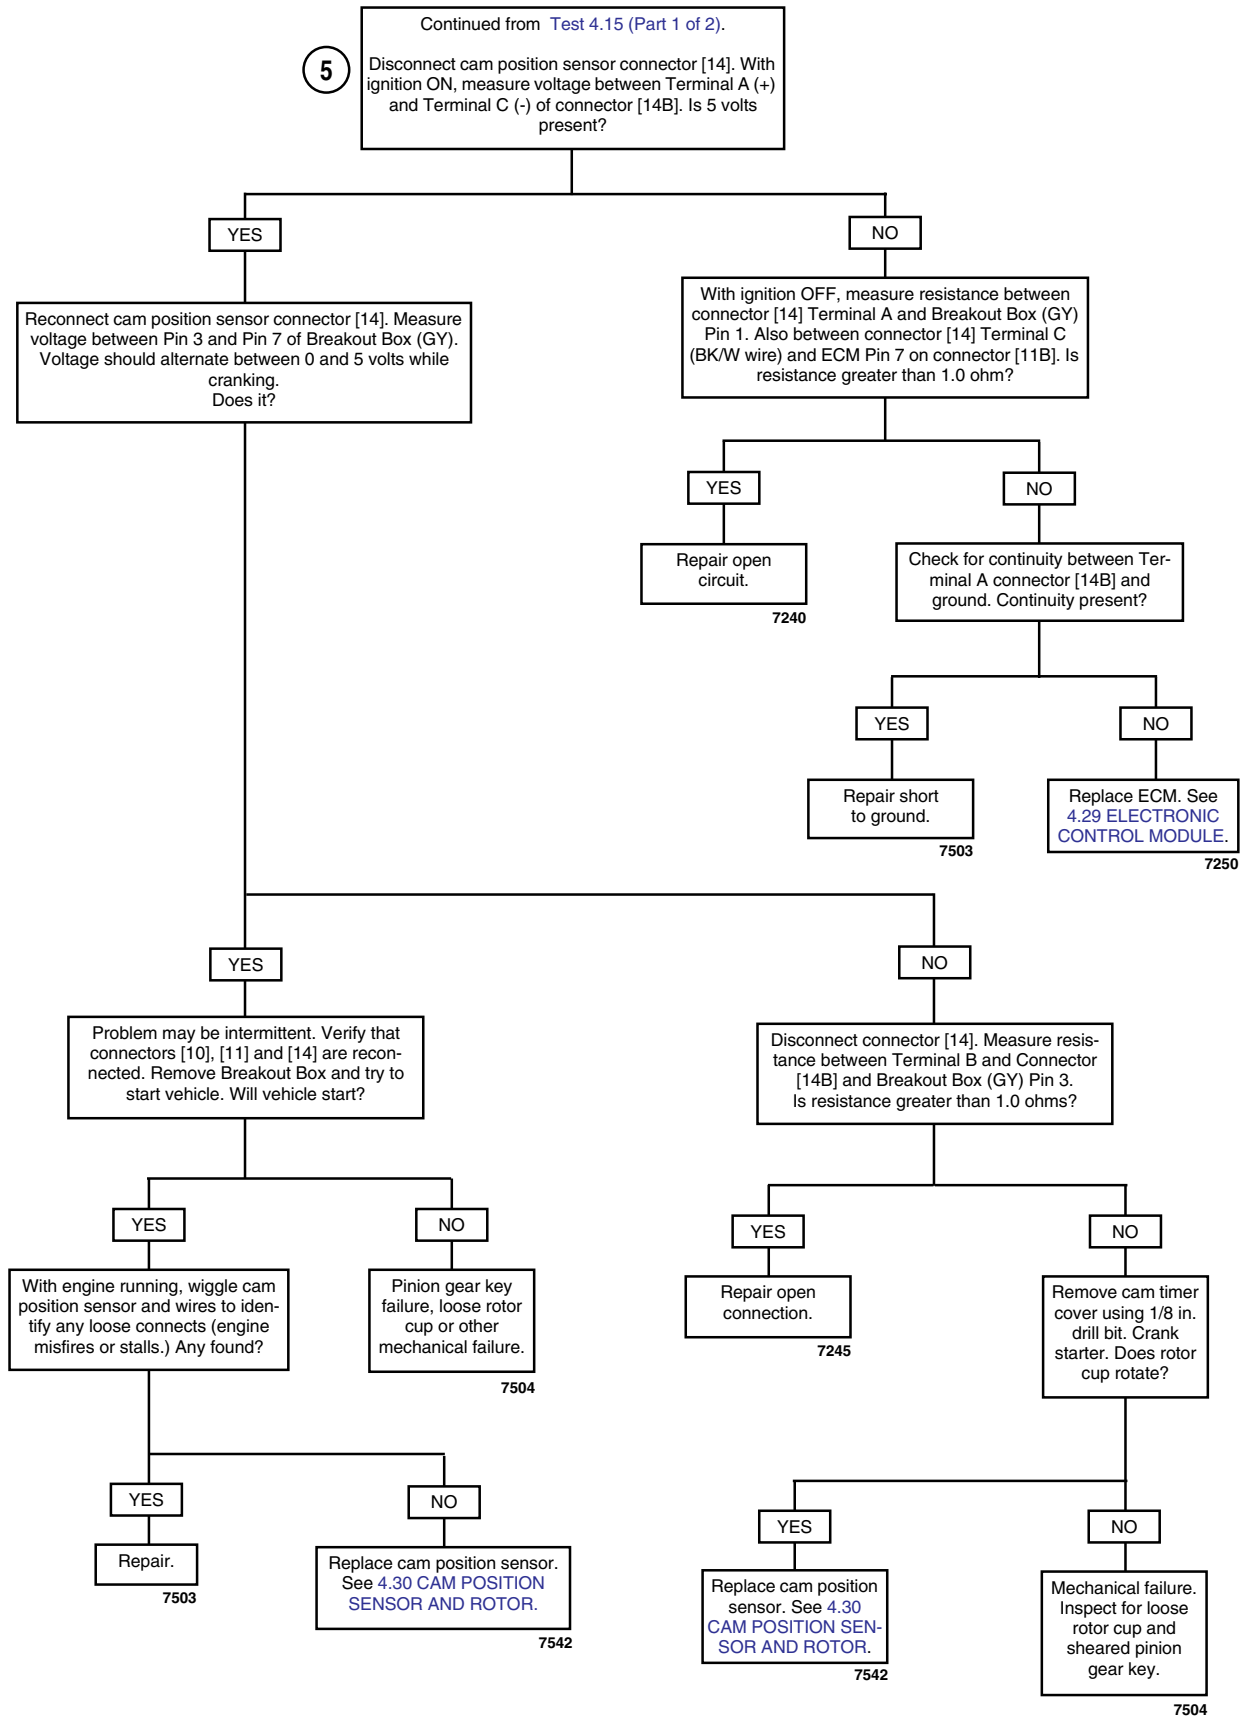 Continued from Test 4.15 (Part 1 of 2).
5
Disconnect cam position sensor connector [14]. With
ignition ON, measure voltage between Terminal A (+)
and Terminal C (-) of connector [14B]. Is 5 volts
present?
YES
NO
Reconnect cam position sensor connector [14]. Measure
voltage between Pin 3 and Pin 7 of Breakout Box (GY).
Voltage should alternate between 0 and 5 volts while
cranking.
Does it?
With ignition OFF, measure resistance between
connector [14] Terminal A and Breakout Box (GY)
Pin 1. Also between connector [14] Terminal C
(BK/W wire) and ECM Pin 7 on connector [11B]. Is
resistance greater than 1.0 ohm?
YES
NO
Repair open
circuit.
7240
Check for continuity between Ter-
minal A connector [14B] and
ground. Continuity present?
YES
NO
Repair short
to ground.
7503
Replace ECM. See
4.29 ELECTRONIC
CONTROL MODULE.
7250
YES
NO
Problem may be intermittent. Verify that
connectors [10], [11] and [14] are recon-
nected. Remove Breakout Box and try to
start vehicle. Will vehicle start?
Disconnect connector [14]. Measure resis-
tance between Terminal B and Connector
[14B] and Breakout Box (GY) Pin 3.
Is resistance greater than 1.0 ohms?
YES
NO
YES
NO
With engine running, wiggle cam
position sensor and wires to iden-
tify any loose connects (engine
misfires or stalls.) Any found?
Pinion gear key
failure, loose rotor
cup or other
mechanical failure.
7504
Repair open
connection.
7245
Remove cam timer
cover using 1/8 in.
drill bit. Crank
starter. Does rotor
cup rotate?
YES
NO
YES
NO
Repair.
7503
Replace cam position sensor.
See 4.30 CAM POSITION
SENSOR AND ROTOR.
7542
Replace cam position
sensor. See 4.30
CAM POSITION SEN-
SOR AND ROTOR.
7542
Mechanical failure.
Inspect for loose
rotor cup and
sheared pinion
gear key.
7504